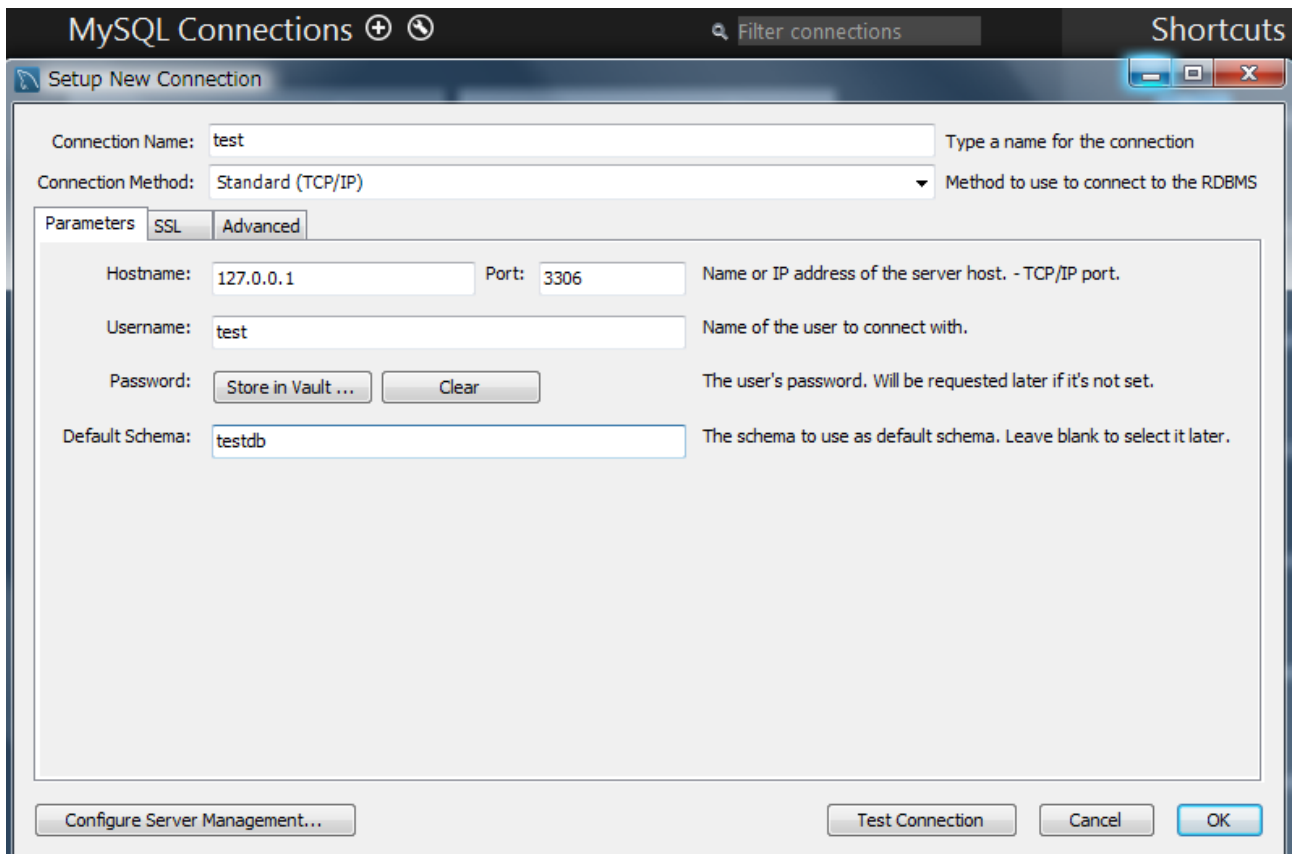 MySQL Connections
Filter connections
Shortcuts
Setup New Connection
Connection Name: test Type a name for the connection
Connection Method: Standard (TCP/IP) Method to use to connect to the RDBMS
Parameters SSL Advanced
Hostname: 127.0.0.1 Port: 3306 Name or IP address of the server host. - TCP/IP port.
Username: test Name of the user to connect with.
Password: Store in Vault ... Clear The user's password. Will be requested later if it's not set.
Default Schema: testdb The schema to use as default schema. Leave blank to select it later.
Configure Server Management... Test Connection Cancel OK